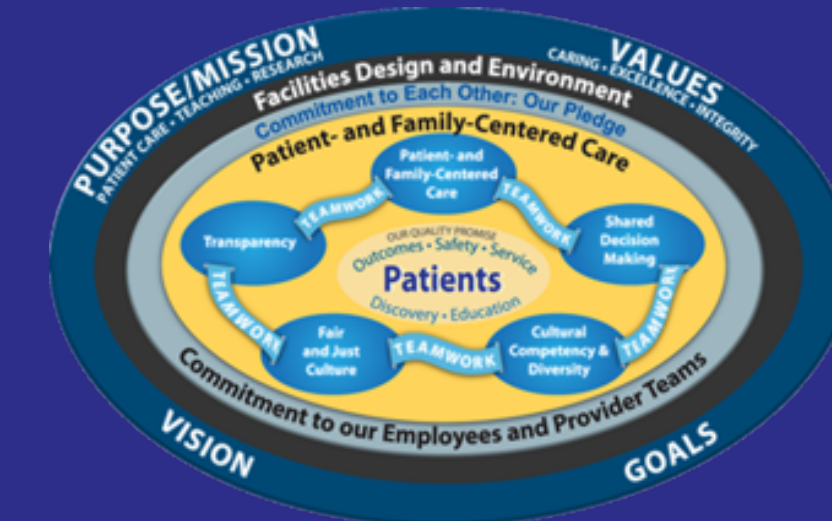 PURPOSE/MISSION
PATIENT CARE • TEACHING • RESEARCH
VALUES
CARING • EXCELLENCE • INTEGRITY
Facilities Design and Environment
Commitment to Each Other: Our Pledge
Patient- and Family-Centered Care
Patient- and
Family-Centered
Care
TEAMWORK
TEAMWORK
Transparency
Shared
Decision
Making
OUR QUALITY PROMISE
Outcomes • Safety • Service
Patients
Discovery • Education
TEAMWORK
TEAMWORK
Fair
and Just
Culture
TEAMWORK
Cultural
Competency &
Diversity
Commitment to our Employees and Provider Teams
VISION
GOALS